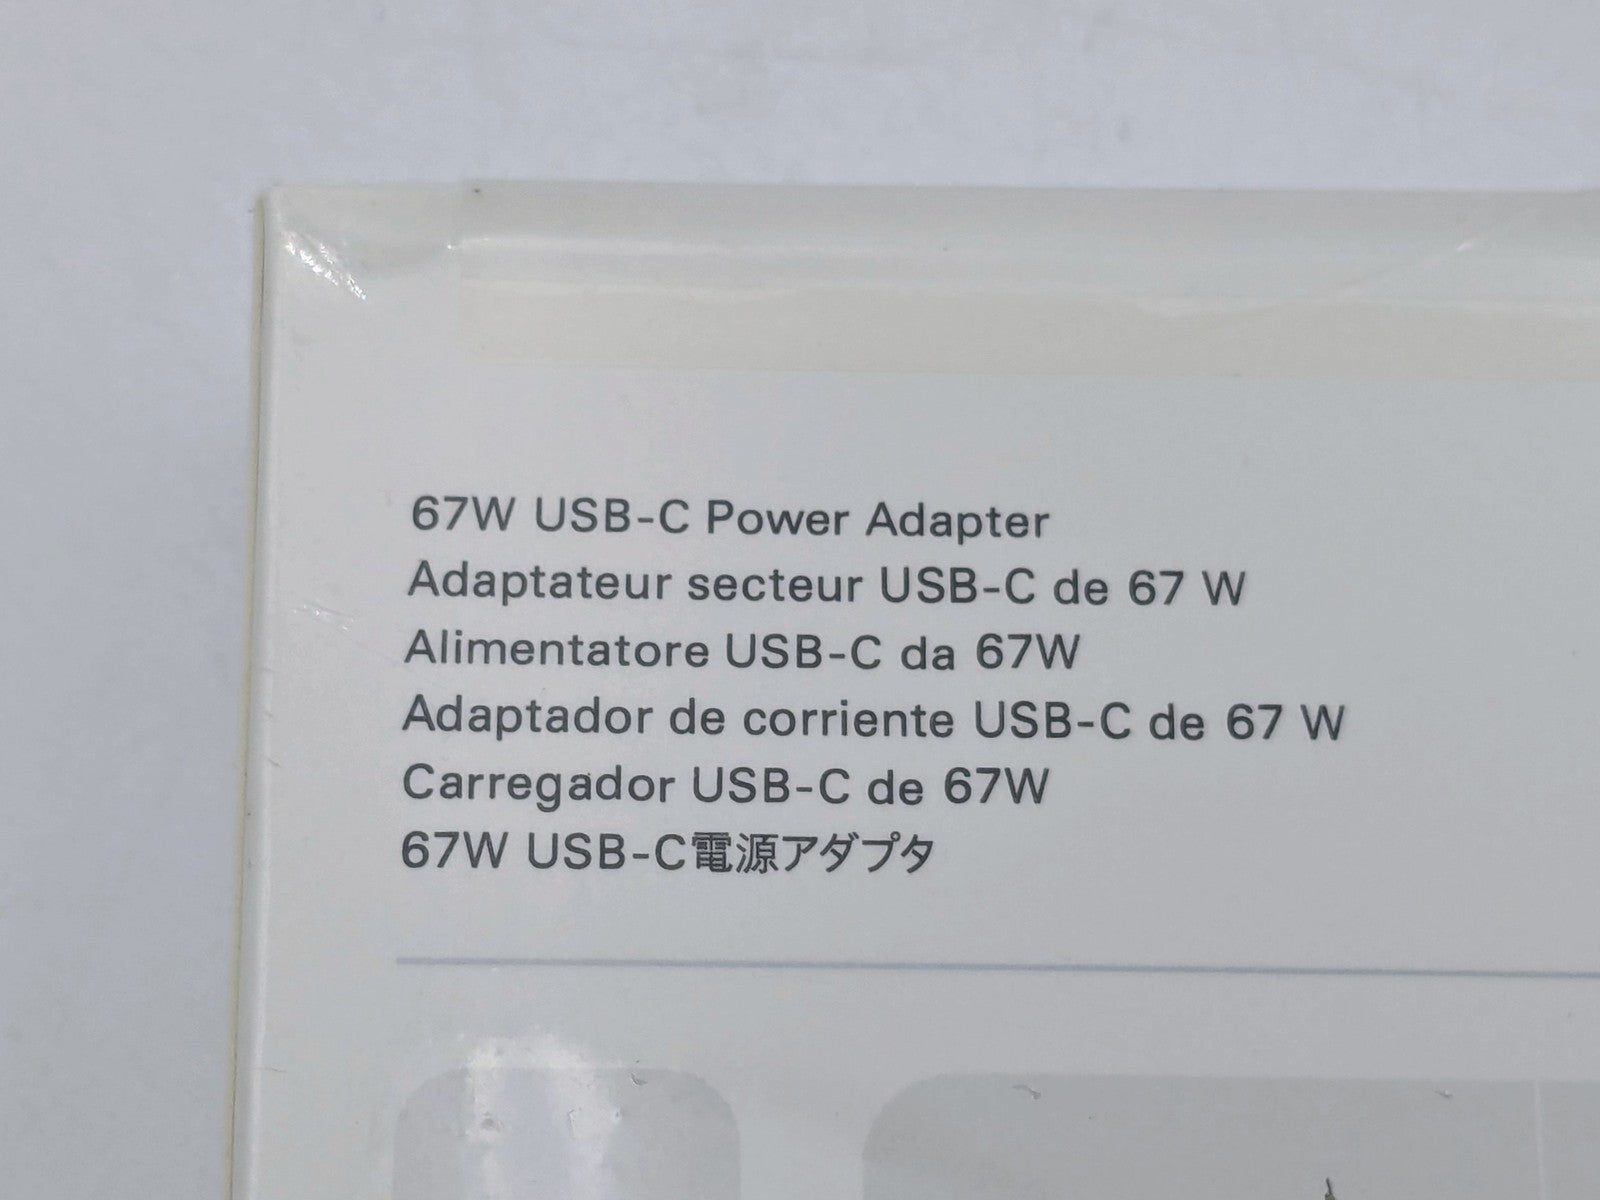 67W USB-C Power Adapter
Adaptateur secteur USB-C de 67 W
Alimentatore USB-C da 67W
Adaptador de corriente USB-C de 67 W
Carregador USB-C de 67W
67W USB-C電源アダプタ